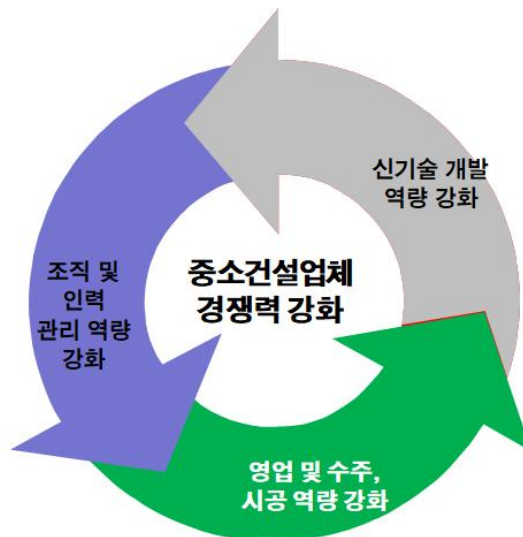 신기술 개발
역량 강화
중소건설업체
경쟁력 강화
조직 및
인력
관리 역량
강화
영업 및 수주,
시공 역량 강화